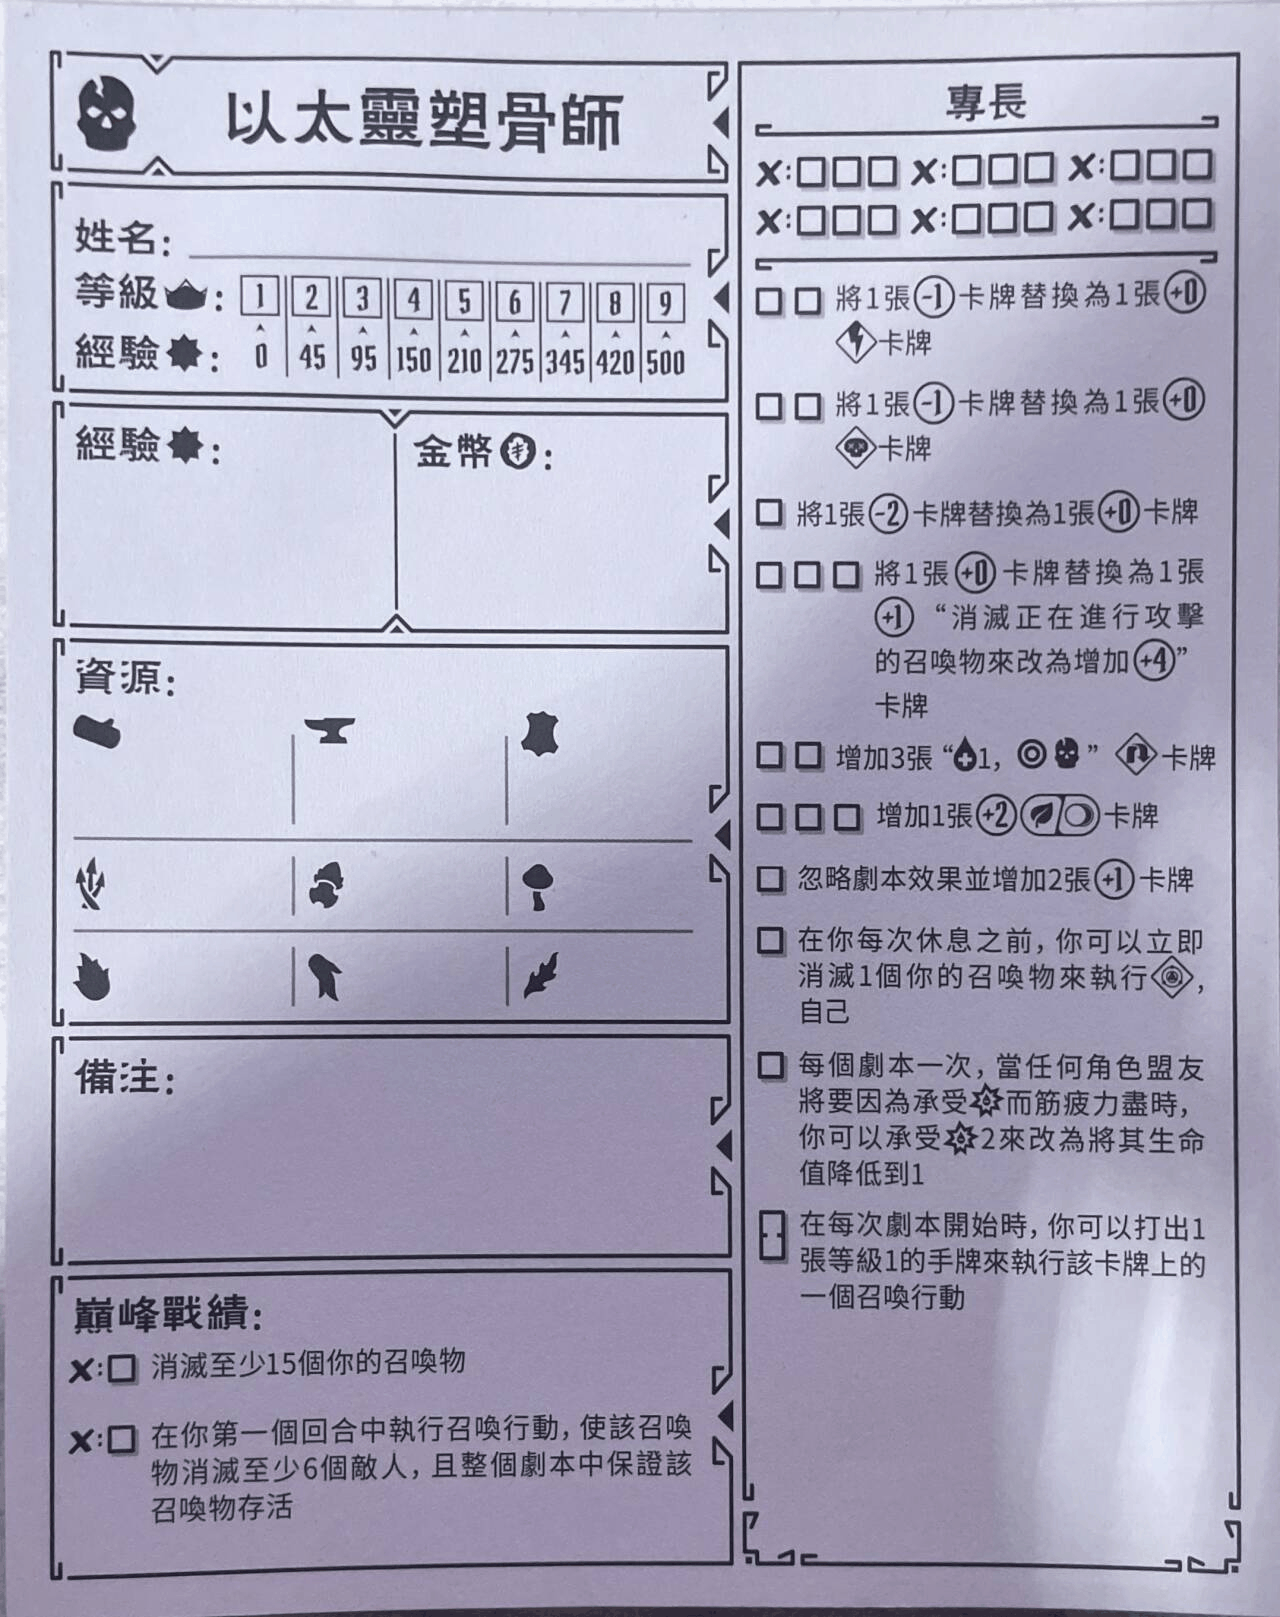 以太靈塑骨師
姓名:
等級:
1 2 3 4 5 6 7 8 9
經驗:
0 45 95 150 210 275 345 420 500
經驗:
金幣:
資源:
備注:
巔峰戰績:
x: 消滅至少15個你的召喚物
x: 在你第一個回合中執行召喚行動,使該召喚
物消滅至少6個敵人,且整個劇本中保證該
召喚物存活
專長
x: x: x:
x: x: x:
將1張-1卡牌替換為1張+0
卡牌
將1張-1卡牌替換為1張+0
卡牌
將1張-2卡牌替換為1張+0卡牌
將1張+0卡牌替換為1張
+1“消滅正在進行攻擊
的召喚物來改為增加+4”
卡牌
增加3張“1, ” 卡牌
增加1張+2卡牌
忽略劇本效果並增加2張+1卡牌
在你每次休息之前,你可以立即
消滅1個你的召喚物來執行,
自己
每個劇本一次,當任何角色盟友
將要因為承受而筋疲力盡時,
你可以承受2來改為將其生命
值降低到1
在每次劇本開始時,你可以打出1
張等級1的手牌來執行該卡牌上的
一個召喚行動